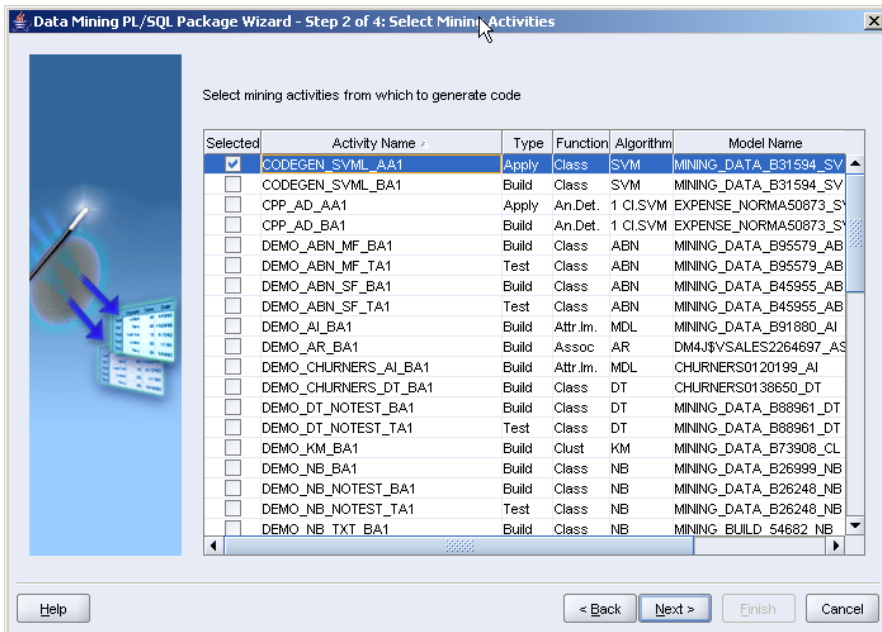 Data Mining PL/SQL Package Wizard - Step 2 of 4: Select Mining Activities
Select mining activities from which to generate code
Selected Activity Name Type Function Algorithm Model Name
CODEGEN_SVML_AA1 Apply Class SVM MINING_DATA_B31594_SV
CODEGEN_SVML_BA1 Build Class SVM MINING_DATA_B31594_SV
CPP_AD_AA1 Apply An.Det. 1 Cl.SVM EXPENSE_NORMA50873_S
CPP_AD_BA1 Build An.Det. 1 Cl.SVM EXPENSE_NORMA50873_S
DEMO_ABN_MF_BA1 Build Class ABN MINING_DATA_B95579_AB
DEMO_ABN_MF_TA1 Test Class ABN MINING_DATA_B95579_AB
DEMO_ABN_SF_BA1 Build Class ABN MINING_DATA_B45955_AB
DEMO_ABN_SF_TA1 Test Class ABN MINING_DATA_B45955_AB
DEMO_AI_BA1 Build Attr.Im. MDL MINING_DATA_B91880_AI
DEMO_AR_BA1 Build Assoc AR DM4J$VSALES2264697_AS
DEMO_CHURNERS_AI_BA1 Build Attr.Im. MDL CHURNERS0120199_AI
DEMO_CHURNERS_DT_BA1 Build Class DT CHURNERS0138650_DT
DEMO_DT_NOTEST_BA1 Build Class DT MINING_DATA_B88961_DT
DEMO_DT_NOTEST_TA1 Test Class DT MINING_DATA_B88961_DT
DEMO_KM_BA1 Build Clust KM MINING_DATA_B73908_CL
DEMO_NB_BA1 Build Class NB MINING_DATA_B26999_NB
DEMO_NB_NOTEST_BA1 Build Class NB MINING_DATA_B26248_NB
DEMO_NB_NOTEST_TA1 Test Class NB MINING_DATA_B26248_NB
DEMO_NB_TXT_BA1 Build Class NB MINING_BUILD_54682_NB
Help < Back Next > Finish Cancel